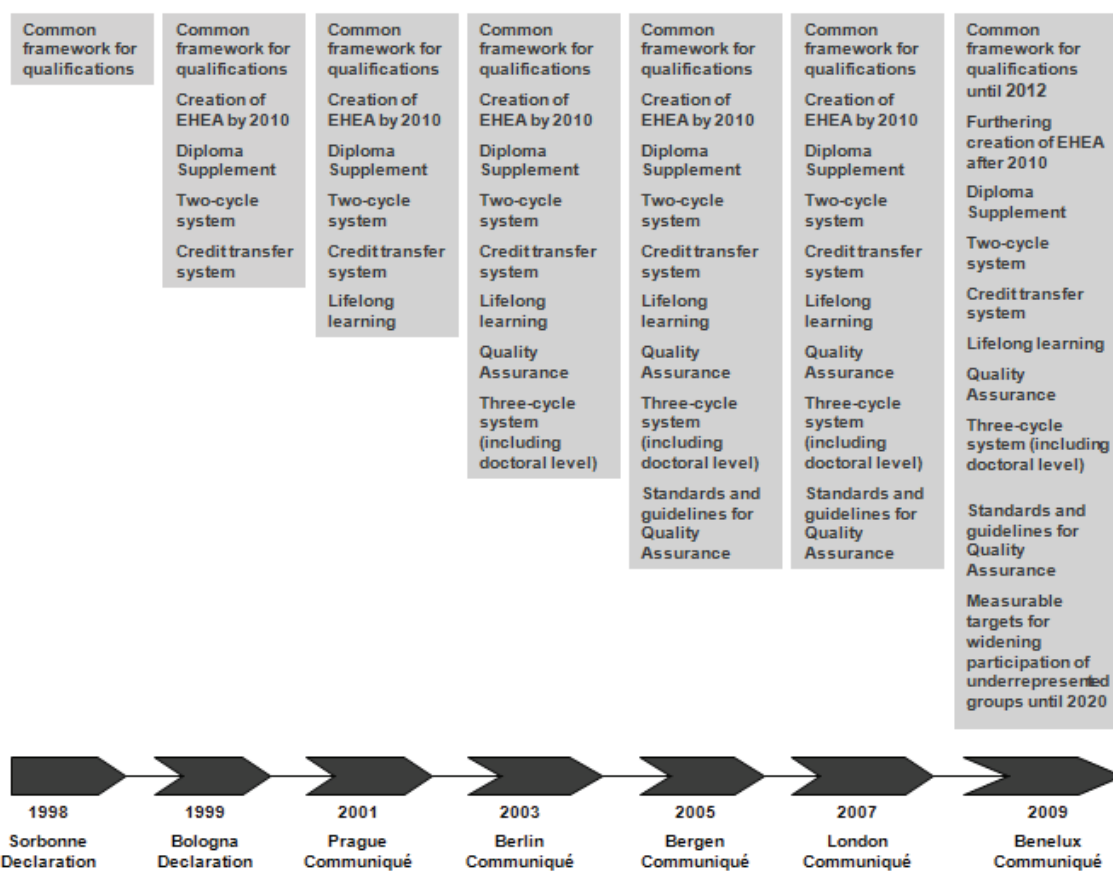 Common
framework for
qualifications
Common
framework for
qualifications
Creation of
EHEA by 2010
Diploma
Supplement
Two-cycle
system
Credit transfer
system
Common
framework for
qualifications
Creation of
EHEA by 2010
Diploma
Supplement
Two-cycle
system
Credit transfer
system
Lifelong
learning
Common
framework for
qualifications
Creation of
EHEA by 2010
Diploma
Supplement
Two-cycle
system
Credit transfer
system
Lifelong
learning
Quality
Assurance
Three-cycle
system
(including
doctoral level)
Common
framework for
qualifications
Creation of
EHEA by 2010
Diploma
Supplement
Two-cycle
system
Credit transfer
system
Lifelong
learning
Quality
Assurance
Three-cycle
system
(including
doctoral level)
Standards and
guidelines for
Quality
Assurance
Common
framework for
qualifications
Creation of
EHEA by 2010
Diploma
Supplement
Two-cycle
system
Credit transfer
system
Lifelong
learning
Quality
Assurance
Three-cycle
system
(including
doctoral level)
Standards and
guidelines for
Quality
Assurance
Common
framework for
qualifications
until 2012
Furthering
creation of EHEA
after 2010
Diploma
Supplement
Two-cycle
system
Credit transfer
system
Lifelong learning
Quality
Assurance
Three-cycle
system (including
doctoral level)
Standards and
guidelines for
Quality
Assurance
Measurable
targets for
widening
participation of
underrepresented
groups until 2020
1998
Sorbonne
Declaration
1999
Bologna
Declaration
2001
Prague
Communiqué
2003
Berlin
Communiqué
2005
Bergen
Communiqué
2007
London
Communiqué
2009
Benelux
Communiqué